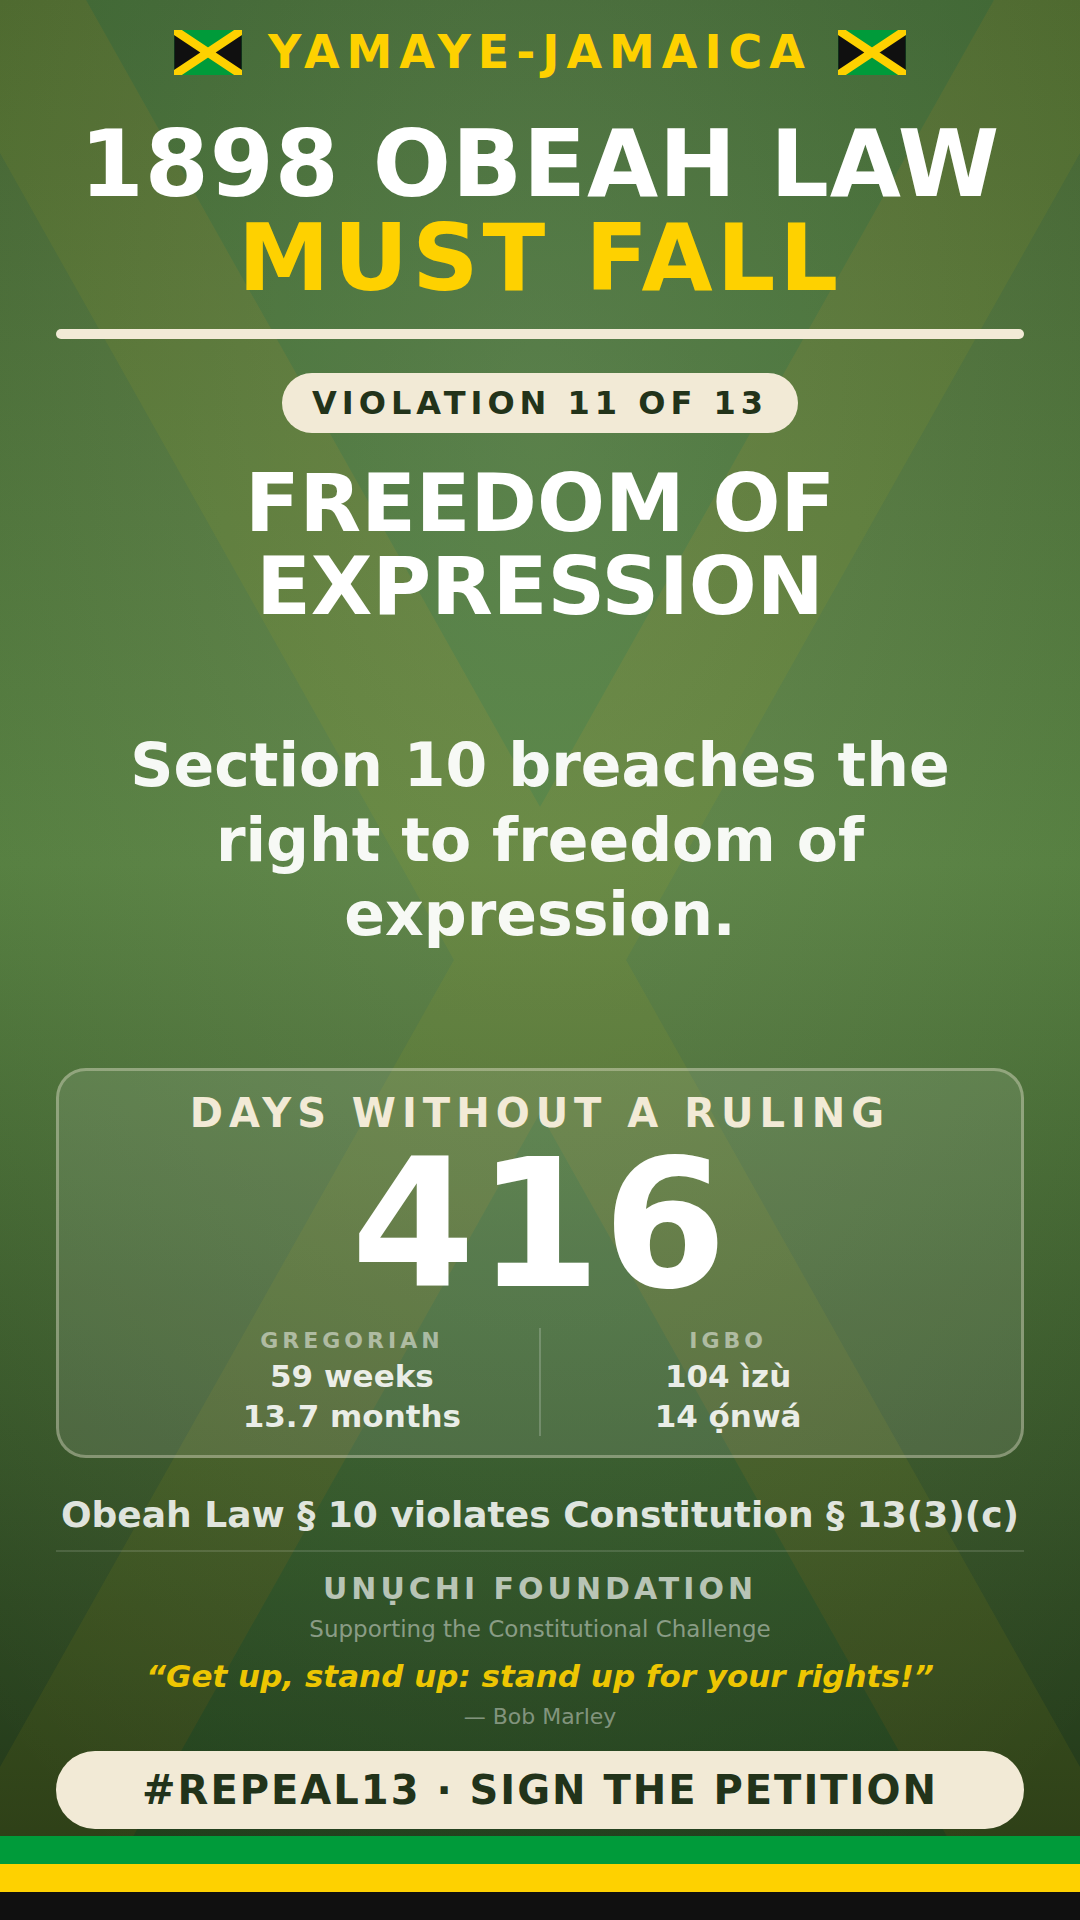 YAMAYE-JAMAICA
1898 OBEAH LAW
MUST FALL
VIOLATION 11 OF 13
FREEDOM OF
EXPRESSION
Section 10 breaches the
right to freedom of
expression.
DAYS WITHOUT A RULING
416
GREGORIAN
59 weeks
13.7 months
IGBO
104 ìzù
14 ọ́nwá
Obeah Law § 10 violates Constitution § 13(3)(c)
UNỤCHI FOUNDATION
Supporting the Constitutional Challenge
“Get up, stand up: stand up for your rights!”
— Bob Marley
#REPEAL13 · SIGN THE PETITION